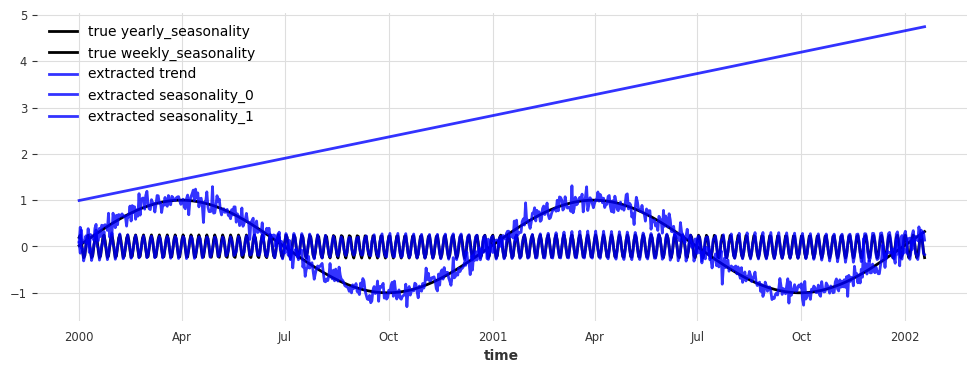 5
4
3
2
1
0
−1
true yearly_seasonality
true weekly_seasonality
extracted trend
extracted seasonality_0
extracted seasonality_1
2000 Apr Jul Oct 2001 Apr Jul Oct 2002
time